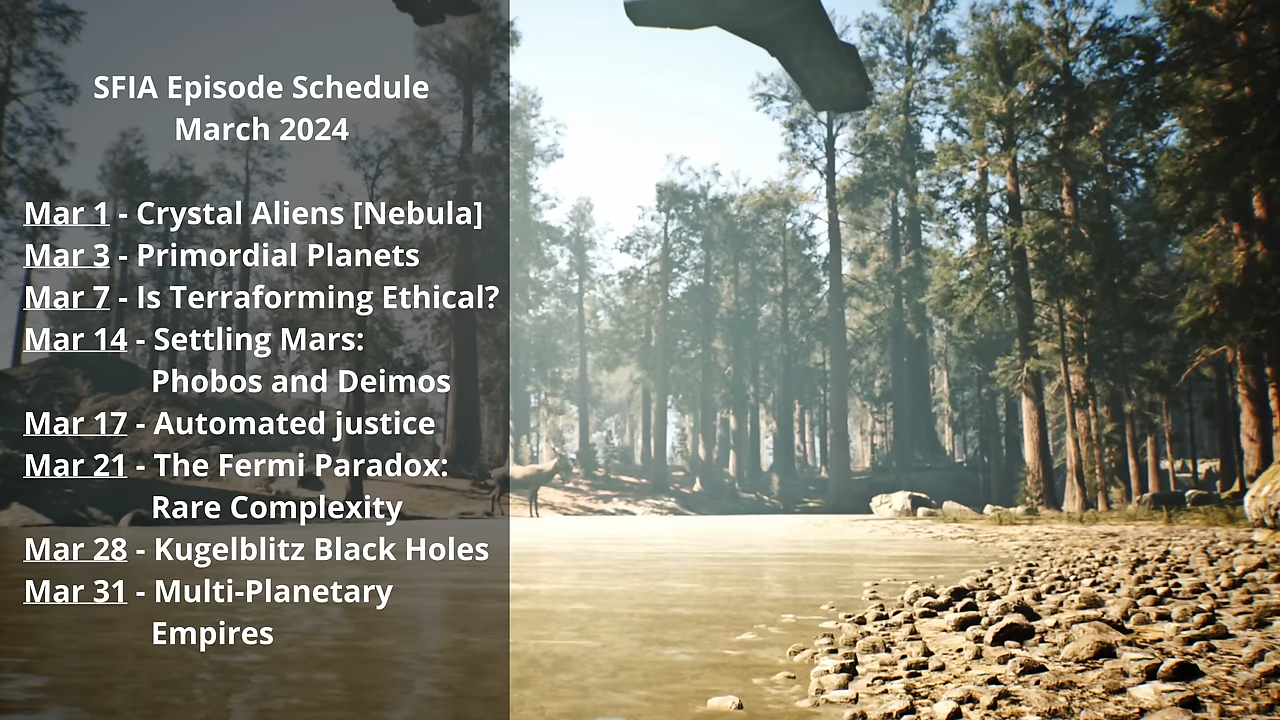 SFIA Episode Schedule
March 2024
Mar 1 - Crystal Aliens [Nebula]
Mar 3 - Primordial Planets
Mar 7 - Is Terraforming Ethical?
Mar 14 - Settling Mars:
Phobos and Deimos
Mar 17 - Automated justice
Mar 21 - The Fermi Paradox:
Rare Complexity
Mar 28 - Kugelblitz Black Holes
Mar 31 - Multi-Planetary
Empires